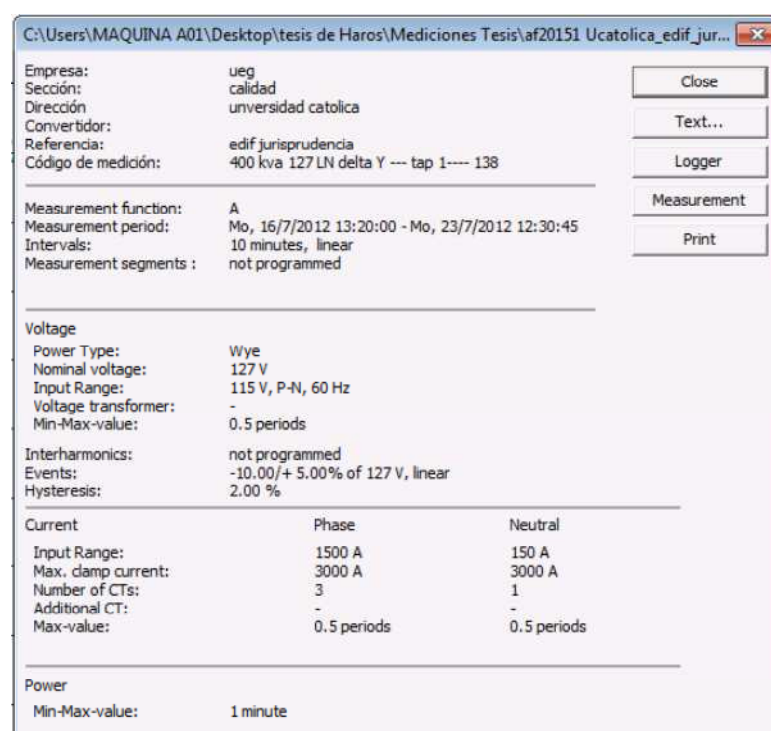 C:\Users\MAQUINA A01\Desktop\tesis de Haros\Mediciones Tesis\af20151 Ucatolica_edif_jur...
Empresa: ueg
Sección: calidad
Dirección unversidad catolica
Convertidor:
Referencia: edif jurisprudencia
Código de medición: 400 kva 127 LN delta Y --- tap 1---- 138
Close
Text...
Logger
Measurement
Print
Measurement function: A
Measurement period: Mo, 16/7/2012 13:20:00 - Mo, 23/7/2012 12:30:45
Intervals: 10 minutes, linear
Measurement segments : not programmed
Voltage
Power Type: Wye
Nominal voltage: 127 V
Input Range: 115 V, P-N, 60 Hz
Voltage transformer: -
Min-Max-value: 0.5 periods
Interharmonics: not programmed
Events: -10.00/+ 5.00% of 127 V, linear
Hysteresis: 2.00 %
Current Phase Neutral
Input Range: 1500 A 150 A
Max. clamp current: 3000 A 3000 A
Number of CTs: 3 1
Additional CT: - -
Max-value: 0.5 periods 0.5 periods
Power
Min-Max-value: 1 minute